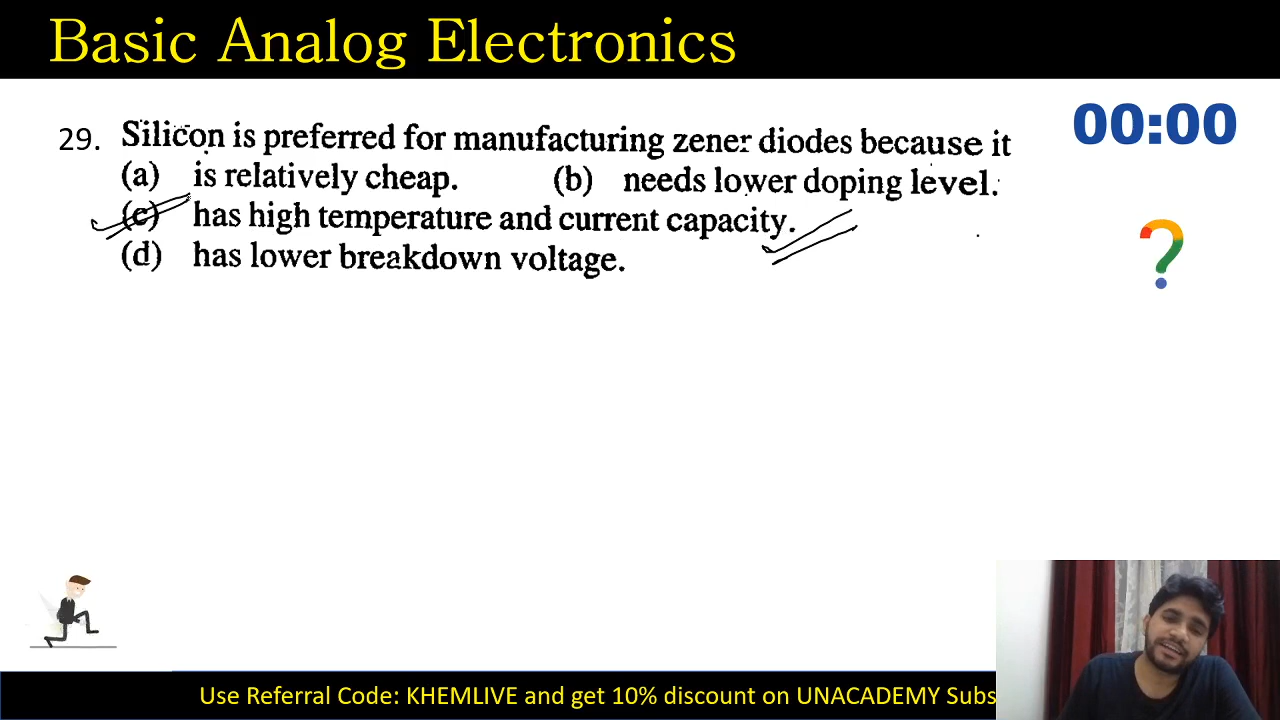 Basic Analog Electronics
00:00
29. Silicon is preferred for manufacturing zener diodes because it
(a) is relatively cheap. (b) needs lower doping level.
(c) has high temperature and current capacity.
(d) has lower breakdown voltage.
?
Use Referral Code: KHEMLIVE and get 10% discount on UNACADEMY Subs